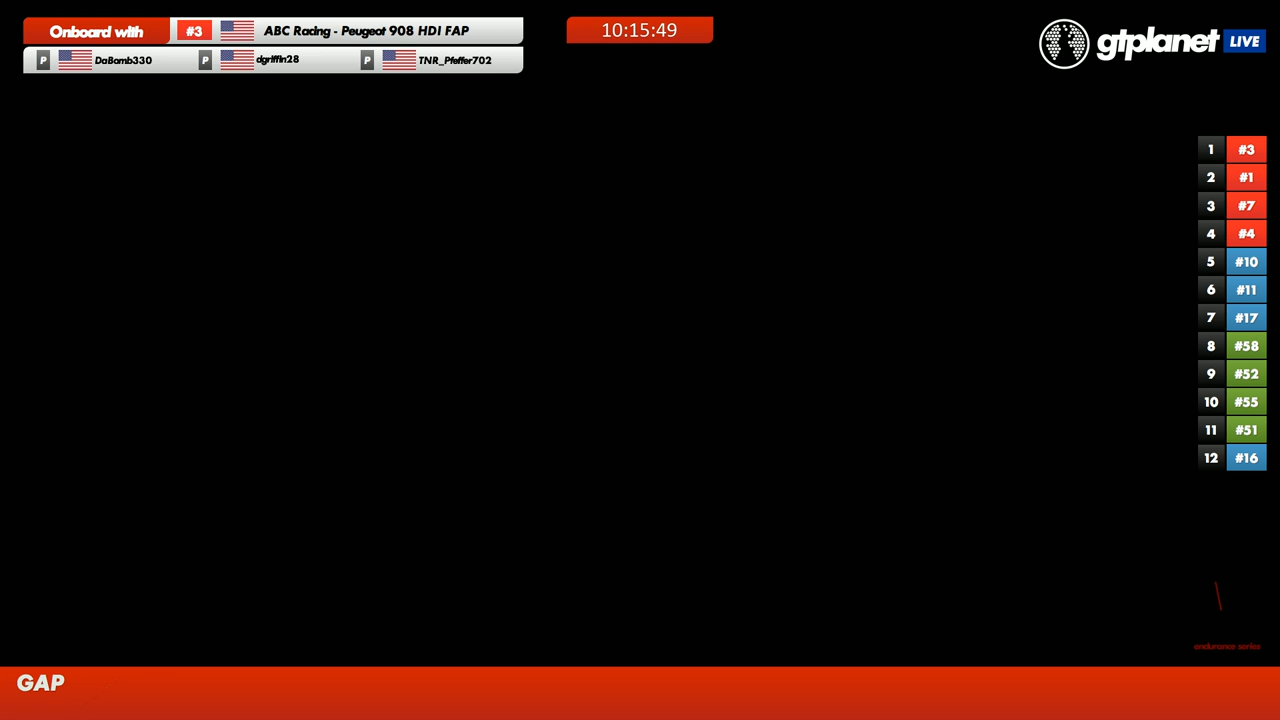 Onboard with #3 ABC Racing - Peugeot 908 HDI FAP
P DaBomb330 P dgriffin28 P TNR_Pfeffer702
10:15:49
gtplanet LIVE
1 #3
2 #1
3 #7
4 #4
5 #10
6 #11
7 #17
8 #58
9 #52
10 #55
11 #51
12 #16
endurance series
GAP